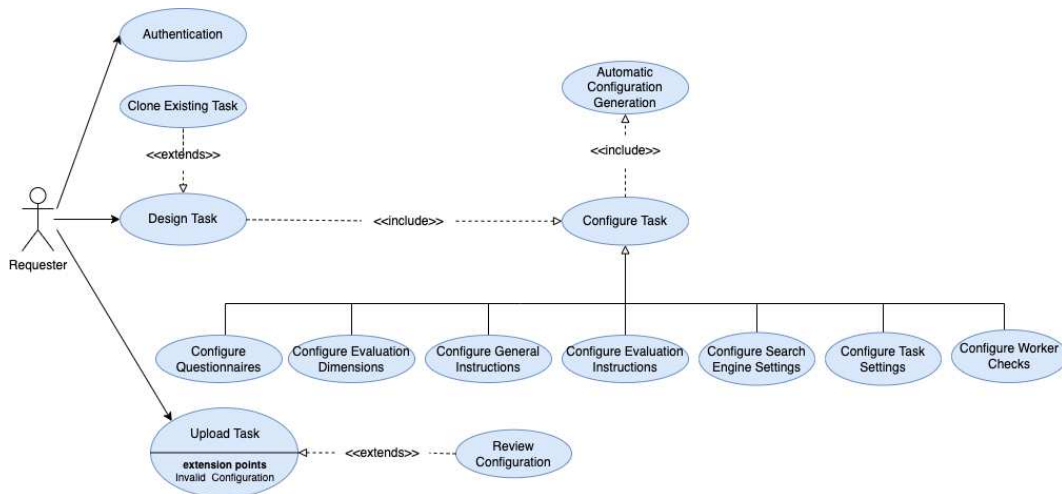 Authentication
Automatic
Configuration
Generation
Clone Existing Task
<<extends>>
<<include>>
Design Task
<<include>>
Configure Task
Requester
Configure
Questionnaires
Configure Evaluation
Dimensions
Configure General
Instructions
Configure Evaluation
Instructions
Configure Search
Engine Settings
Configure Task
Settings
Configure Worker
Checks
Upload Task
extension points
Invalid Configuration
<<extends>>
Review
Configuration